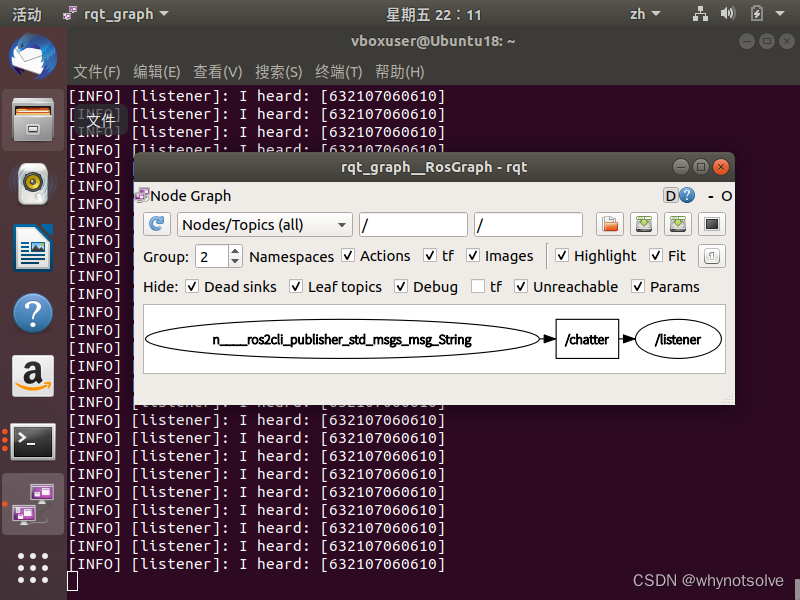 活动 rqt_graph 星期五 22：11 zh
vboxuser@Ubuntu18: ~
文件(F) 编辑(E) 查看(V) 搜索(S) 终端(T) 帮助(H)
[INFO] [listener]: I heard: [632107060610]
[INFO] [listener]: I heard: [632107060610]
文件
[INFO] [listener]: I heard: [632107060610]
[INFO] [listener]: I heard: [632107060610]
[INFO]
rqt_graph__RosGraph - rqt
[INFO]
Node Graph D ? - O
[INFO]
Nodes/Topics (all) / /
[INFO]
[INFO]
Group: 2 Namespaces Actions tf Images Highlight Fit
[INFO]
[INFO]
Hide: Dead sinks Leaf topics Debug tf Unreachable Params
[INFO]
[INFO]
[INFO]
n____ros2cli_publisher_std_msgs_msg_String /chatter /listener
[INFO]
[INFO]
[INFO]
[INFO]
[INFO] [listener]: I heard: [632107060610]
[INFO] [listener]: I heard: [632107060610]
[INFO] [listener]: I heard: [632107060610]
[INFO] [listener]: I heard: [632107060610]
[INFO] [listener]: I heard: [632107060610]
[INFO] [listener]: I heard: [632107060610]
[INFO] [listener]: I heard: [632107060610]
[INFO] [listener]: I heard: [632107060610]
[INFO] [listener]: I heard: [632107060610]
CSDN @whynotsolve